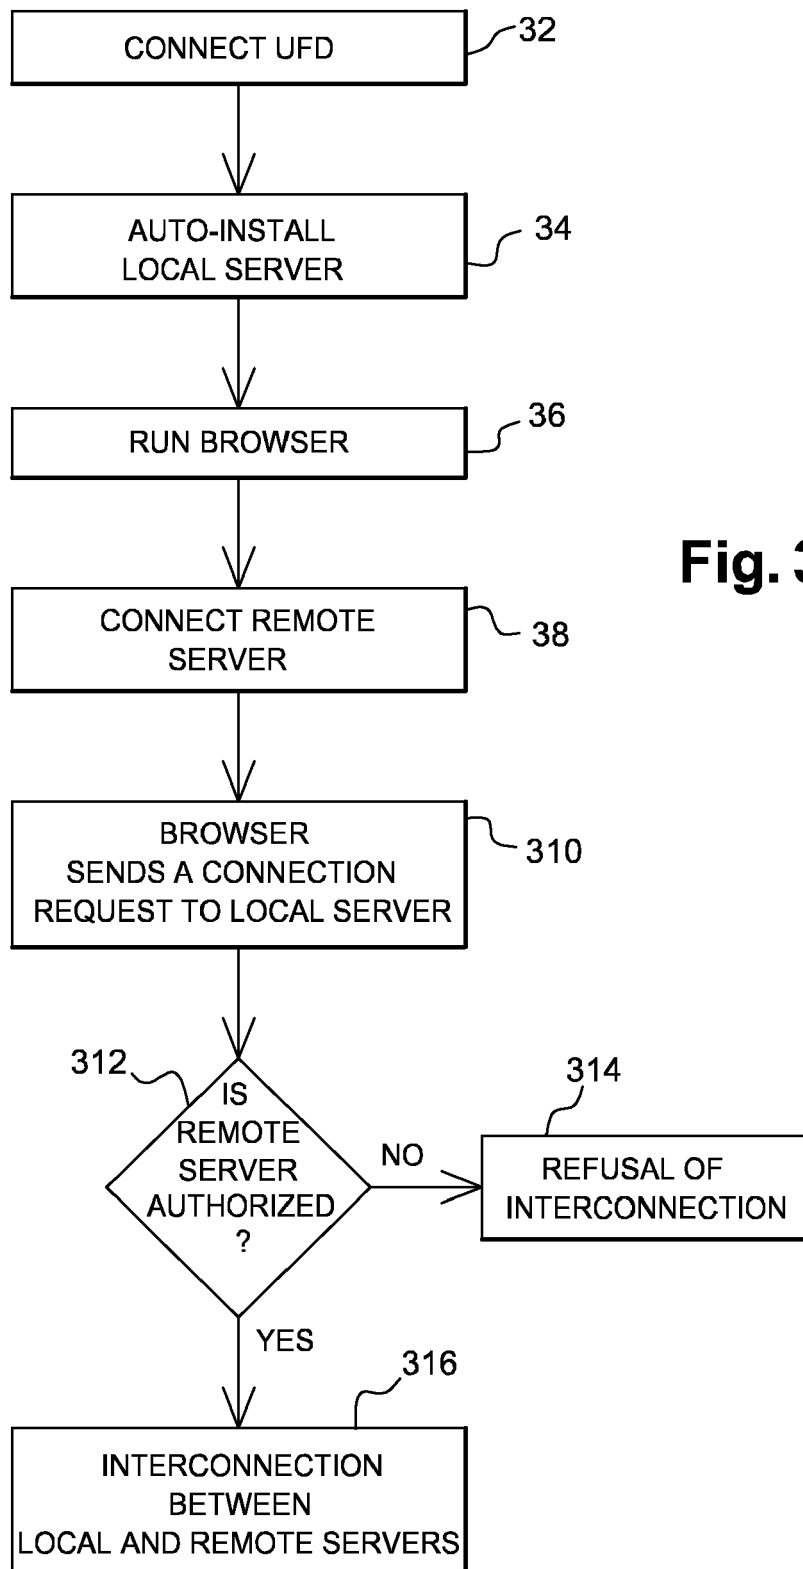 CONNECT UFD
32
AUTO-INSTALL
LOCAL SERVER
34
RUN BROWSER
36
Fig. 3
CONNECT REMOTE
SERVER
38
BROWSER
SENDS A CONNECTION
REQUEST TO LOCAL SERVER
310
312
IS
REMOTE
SERVER
AUTHORIZED
?
NO
314
REFUSAL OF
INTERCONNECTION
YES
316
INTERCONNECTION
BETWEEN
LOCAL AND REMOTE SERVERS